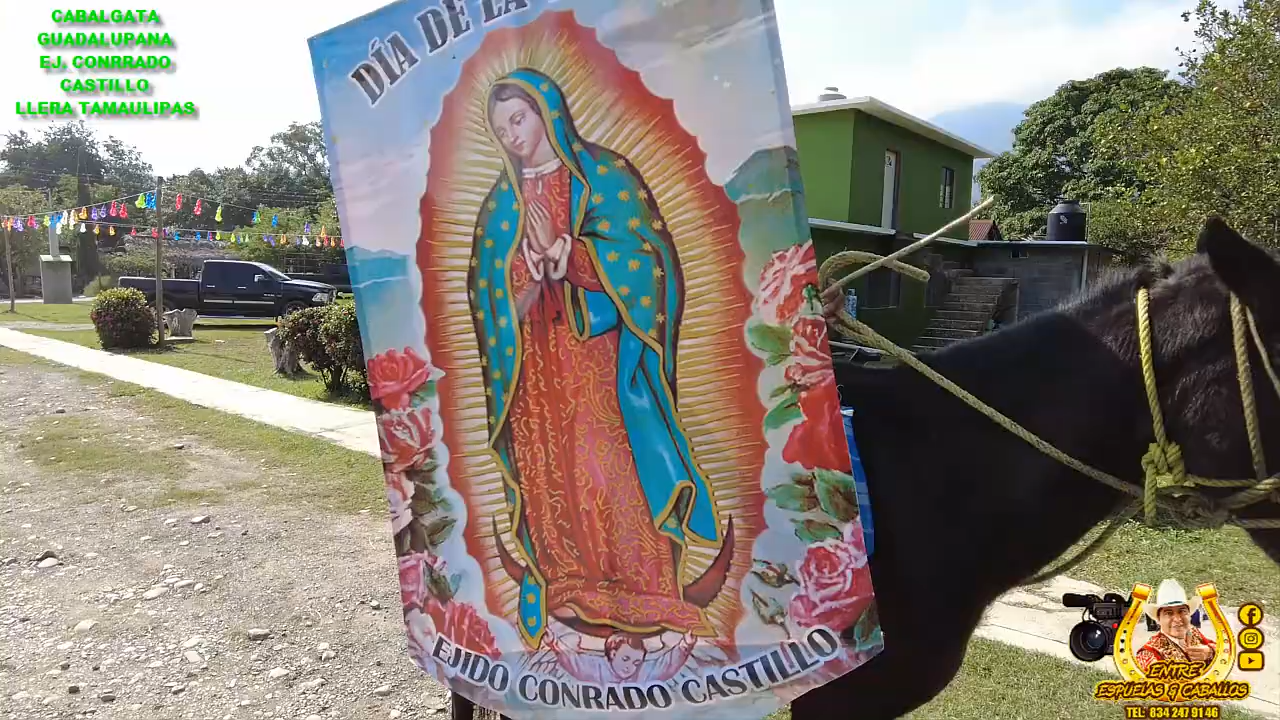 CABALGATA
GUADALUPANA
EJ. CONRRADO
CASTILLO
LLERA TAMAULIPAS
DÍA DE LA
EJIDO CONRADO CASTILLO
ENTRE
ESPUELAS Y CABALLOS
TEL: 834 247 91 46